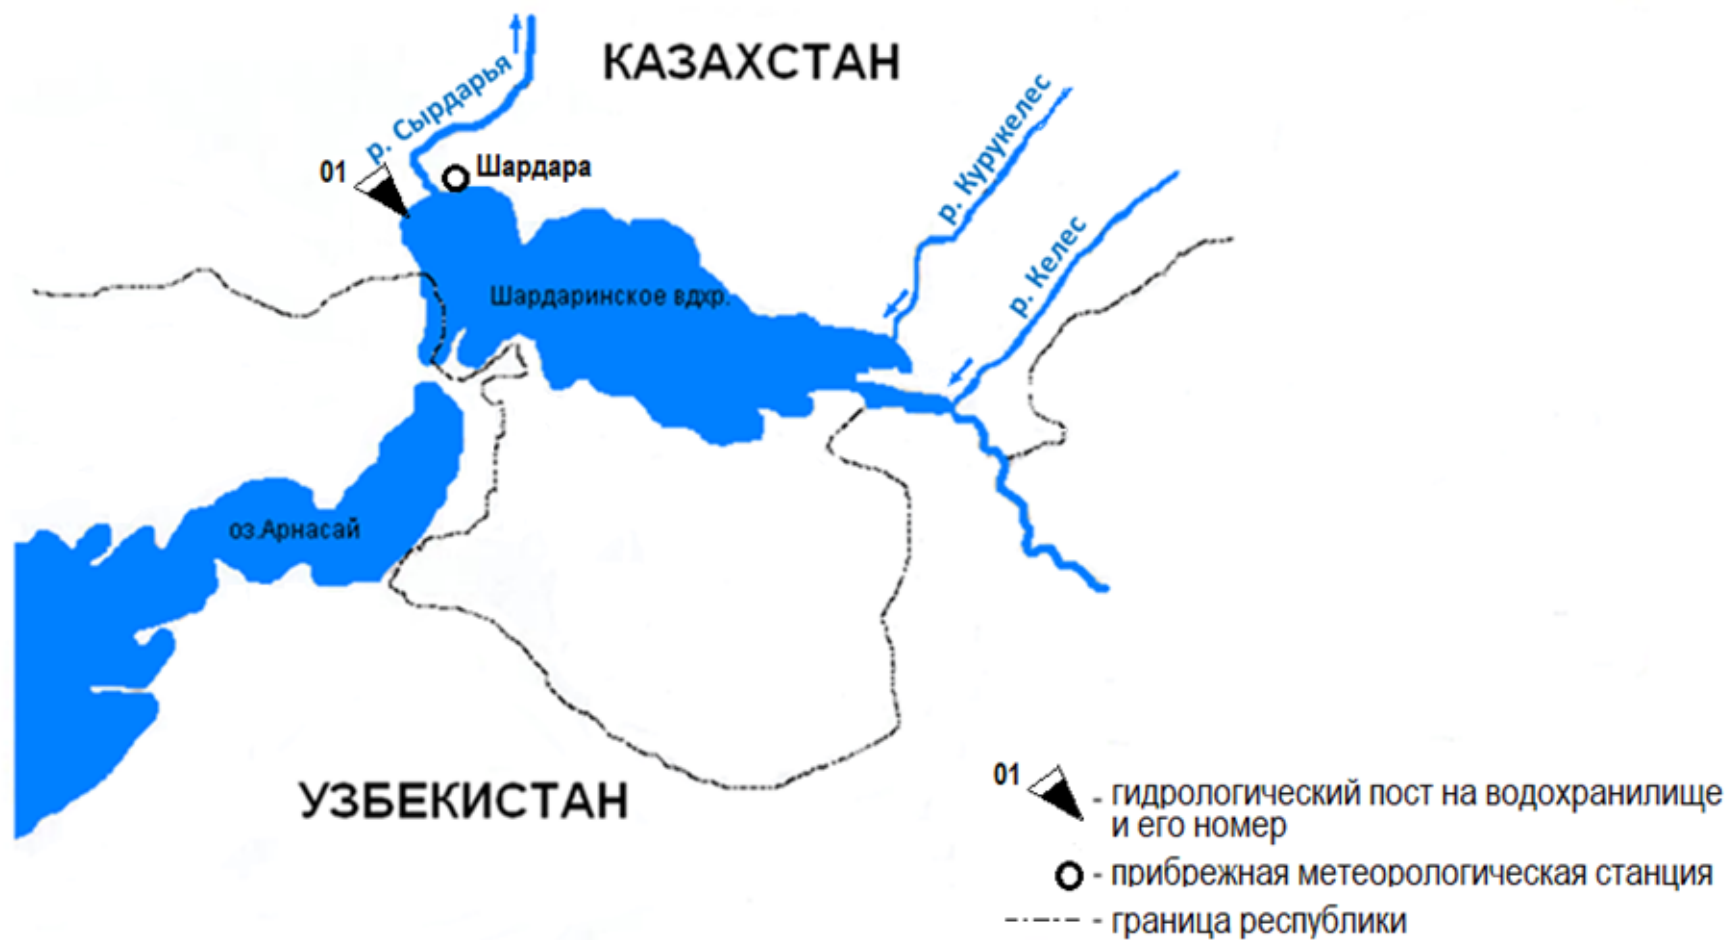 КАЗАХСТАН
р. Сырдарья
01
Шардара
р. Курукелес
р. Келес
Шардаринское вдхр.
оз.Арнасай
УЗБЕКИСТАН
01
- гидрологический пост на водохранилище
и его номер
- прибрежная метеорологическая станция
- граница республики